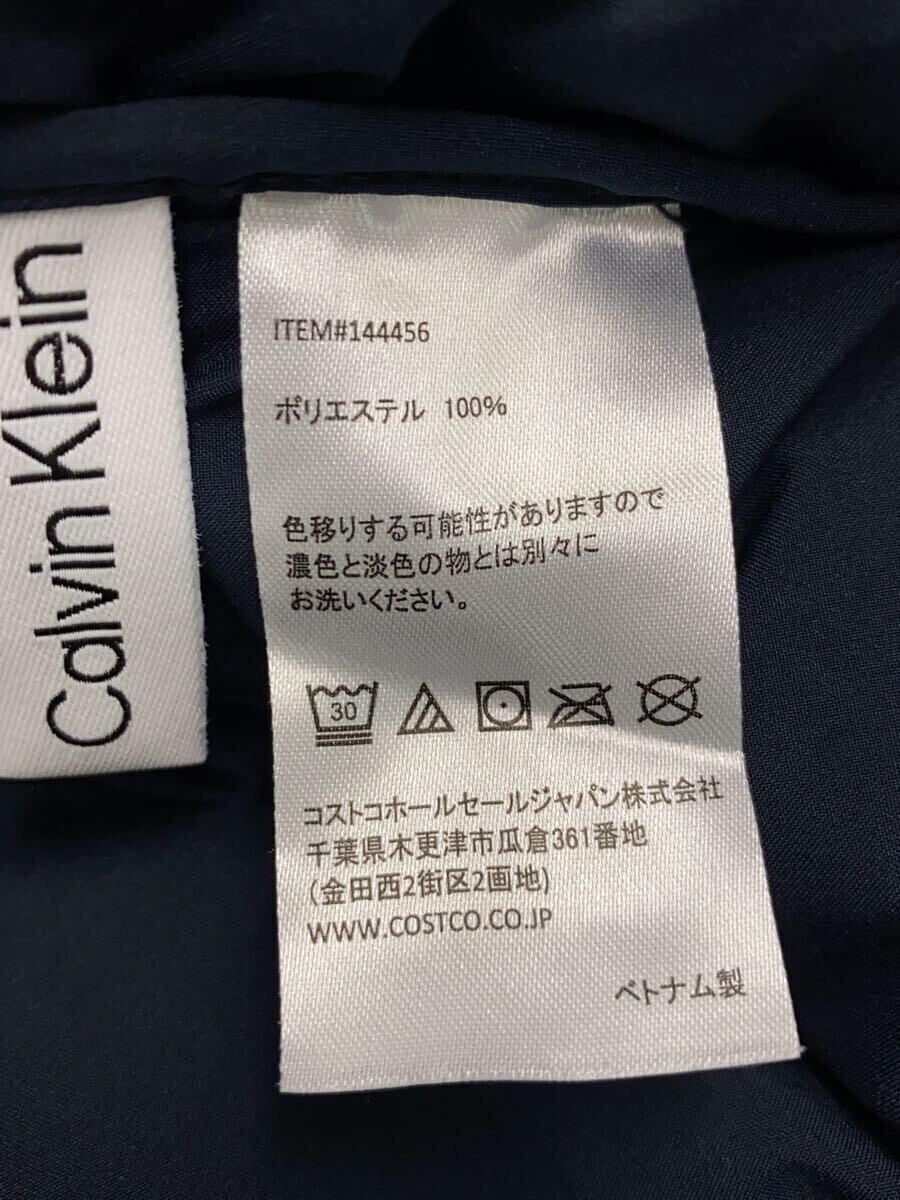 Calvin Klein
ITEM#144456
ポリエステル 100%
色移りする可能性がありますので
濃色と淡色の物とは別々に
お洗いください。
30
コストコホールセールジャパン株式会社
千葉県木更津市瓜倉361番地
(金田西2街区2画地)
WWW.COSTCO.CO.JP
ベトナム製